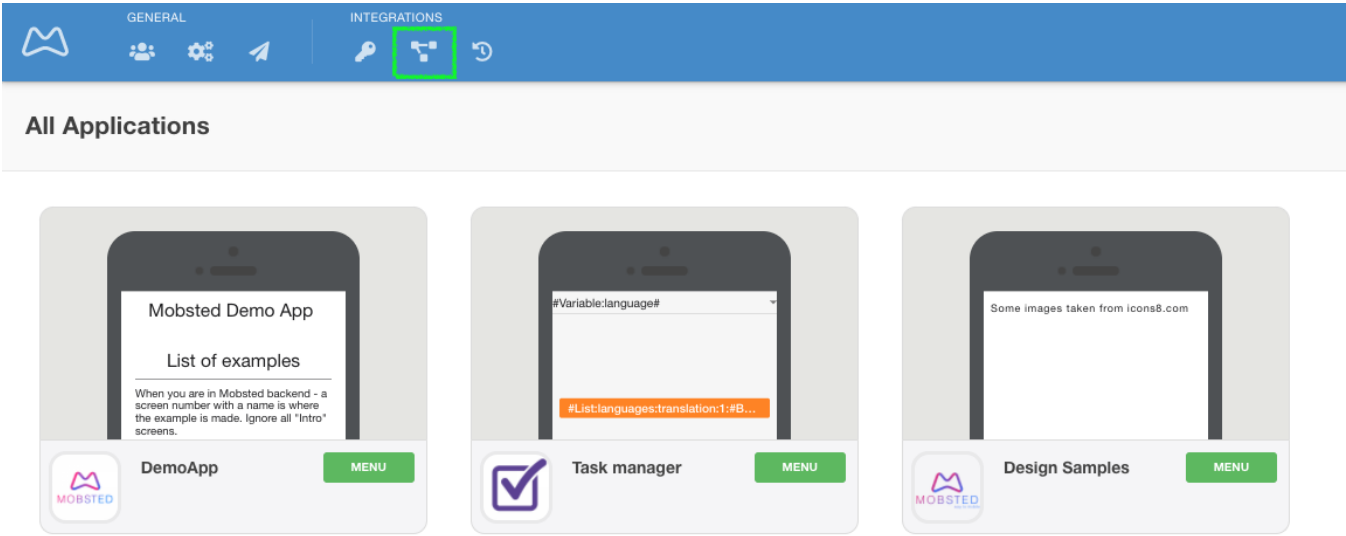 GENERAL
INTEGRATIONS
All Applications
Mobsted Demo App
List of examples
When you are in Mobsted backend - a
screen number with a name is where
the example is made. Ignore all "Intro"
screens.
#Variable:language#
#List:languages:translation:1:#B...
Some images taken from icons8.com
MOBSTED
DemoApp
MENU
Task manager
MENU
MOBSTED
Design Samples
MENU